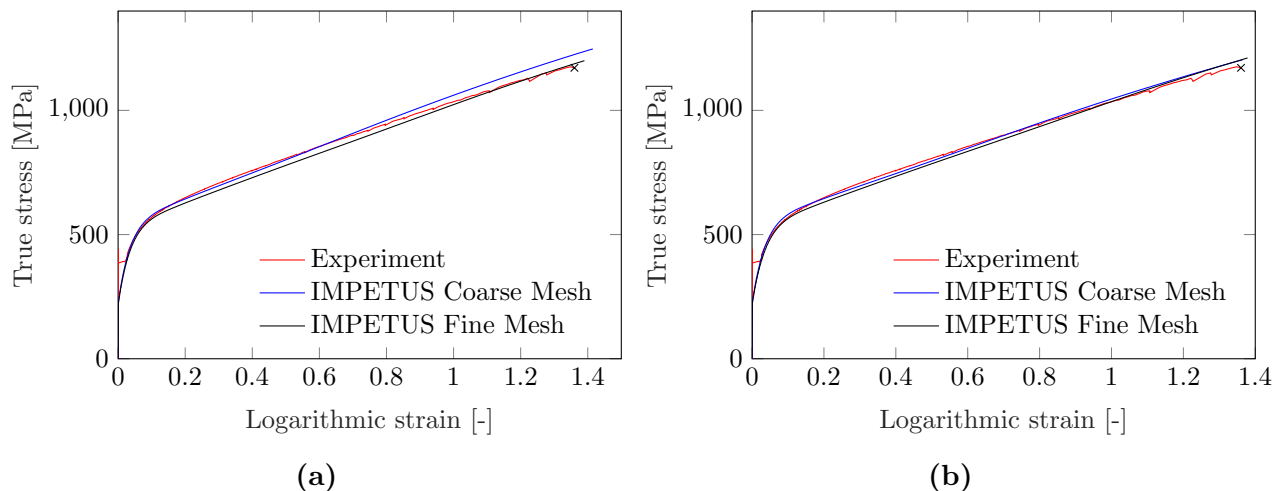 True stress [MPa]
1,000
500
0
Experiment
IMPETUS Coarse Mesh
IMPETUS Fine Mesh
0 0.2 0.4 0.6 0.8 1 1.2 1.4
Logarithmic strain [-]
(a)
True stress [MPa]
1,000
500
0
Experiment
IMPETUS Coarse Mesh
IMPETUS Fine Mesh
0 0.2 0.4 0.6 0.8 1 1.2 1.4
Logarithmic strain [-]
(b)